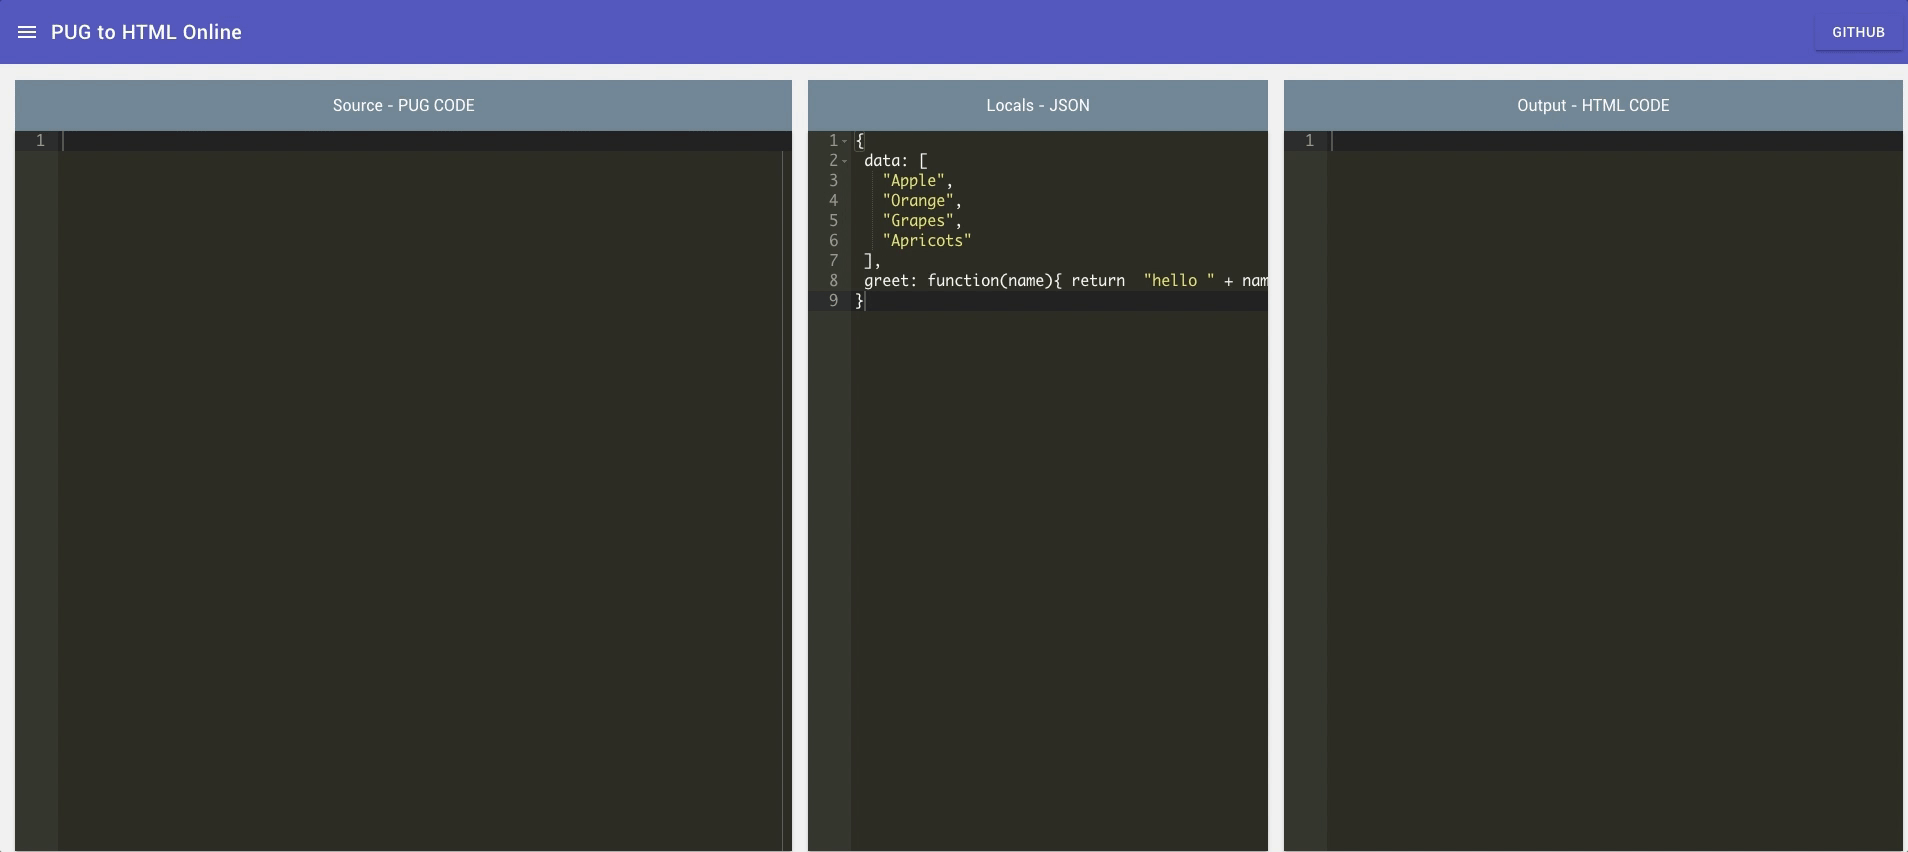 PUG to HTML Online
GITHUB
Source - PUG CODE
1
Locals - JSON
1 {
2 data: [
3 "Apple",
4 "Orange",
5 "Grapes",
6 "Apricots"
7 ],
8 greet: function(name){ return "hello " + nam
9 }
Output - HTML CODE
1